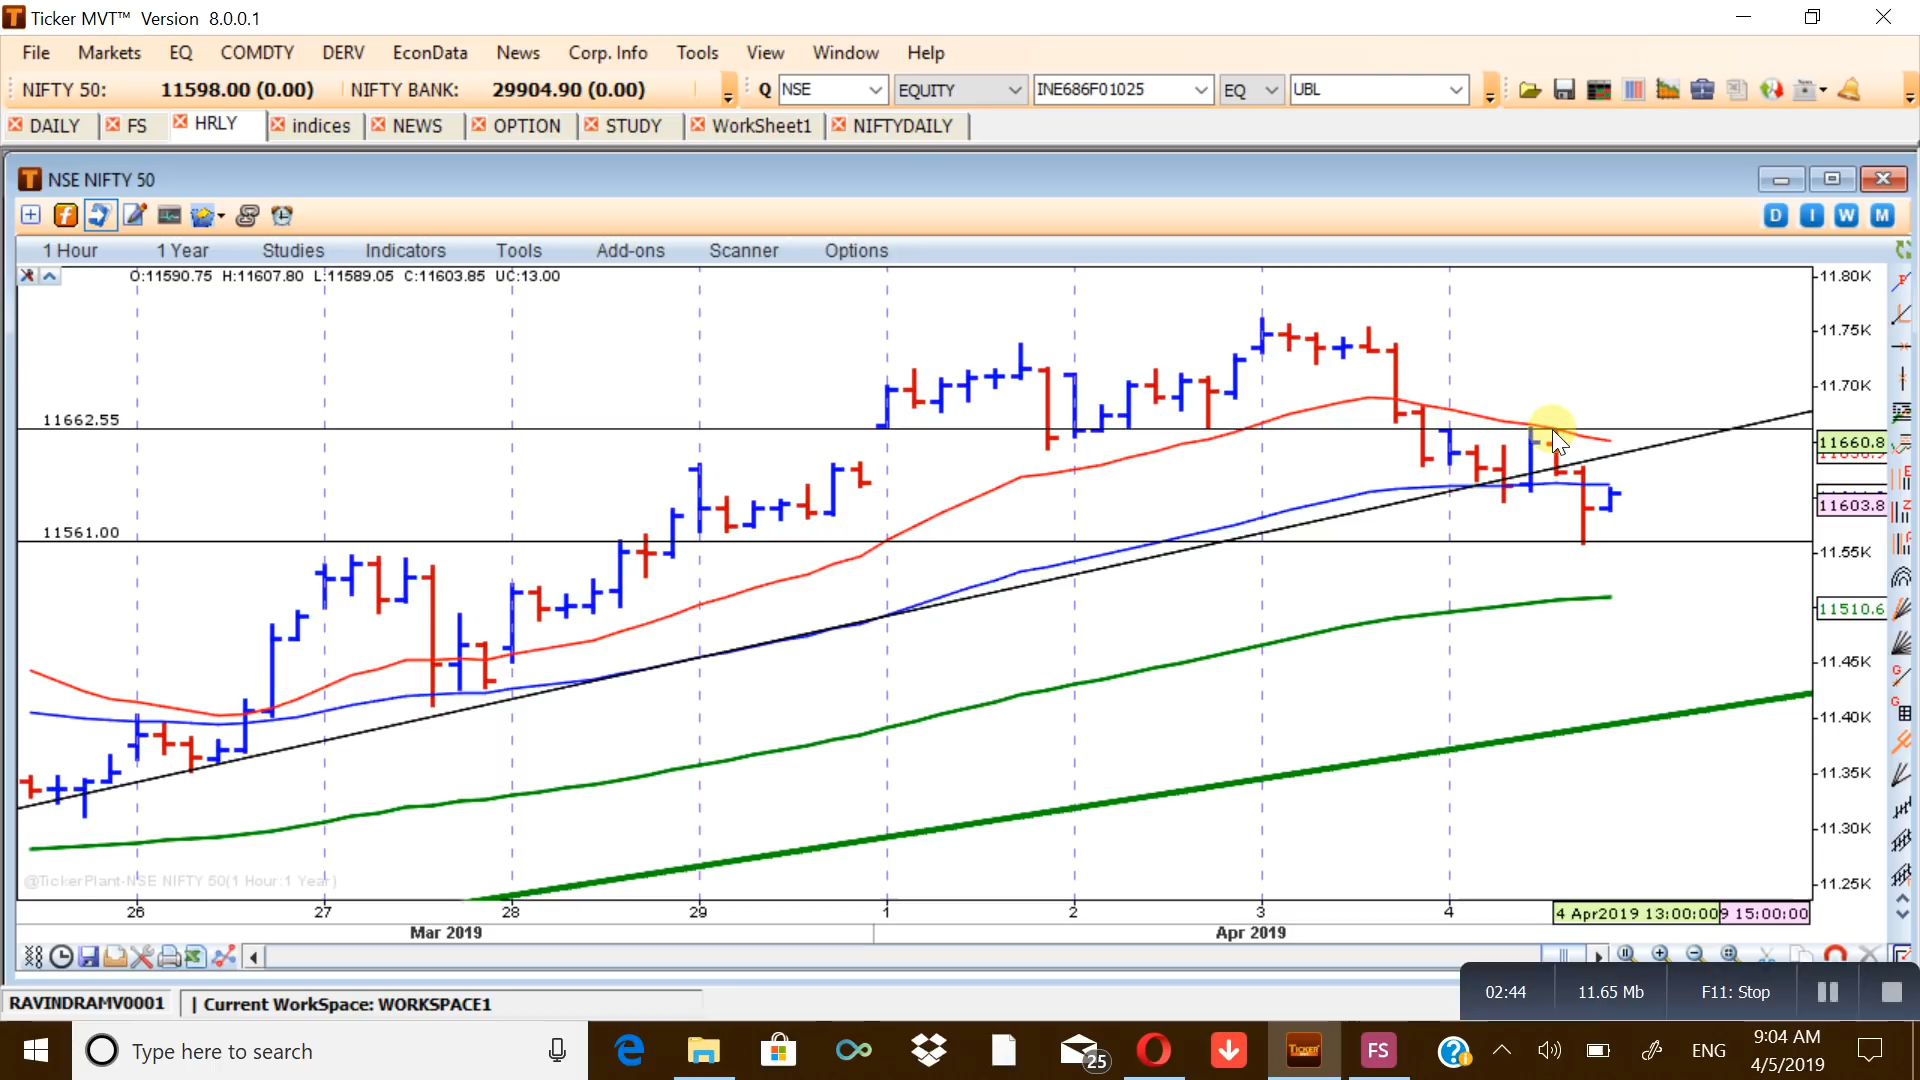 Ticker MVT™ Version 8.0.0.1
File Markets EQ COMDTY DERV EconData News Corp. Info Tools View Window Help
NIFTY 50: 11598.00 (0.00) NIFTY BANK: 29904.90 (0.00) Q NSE EQUITY INE686F01025 EQ UBL
DAILY FS HRLY indices NEWS OPTION STUDY WorkSheet1 NIFTYDAILY
NSE NIFTY 50
D I W M
1 Hour 1 Year Studies Indicators Tools Add-ons Scanner Options
O:11590.75 H:11607.80 L:11589.05 C:11603.85 UC:13.00
11.80K
11.75K
11.70K
11662.55
11660.8
11603.8
11561.00
11.55K
11510.6
11.45K
11.40K
11.35K
11.30K
11.25K
@TickerPlant-NSE NIFTY 50(1 Hour:1 Year)
26 27 28 29 1 2 3 4 4 Apr2019 13:00:00 9 15:00:00
Mar 2019 Apr 2019
RAVINDRAMV0001 | Current WorkSpace: WORKSPACE1
02:44 11.65 Mb F11: Stop
Type here to search
25
TICKER
FS
ENG
9:04 AM
4/5/2019